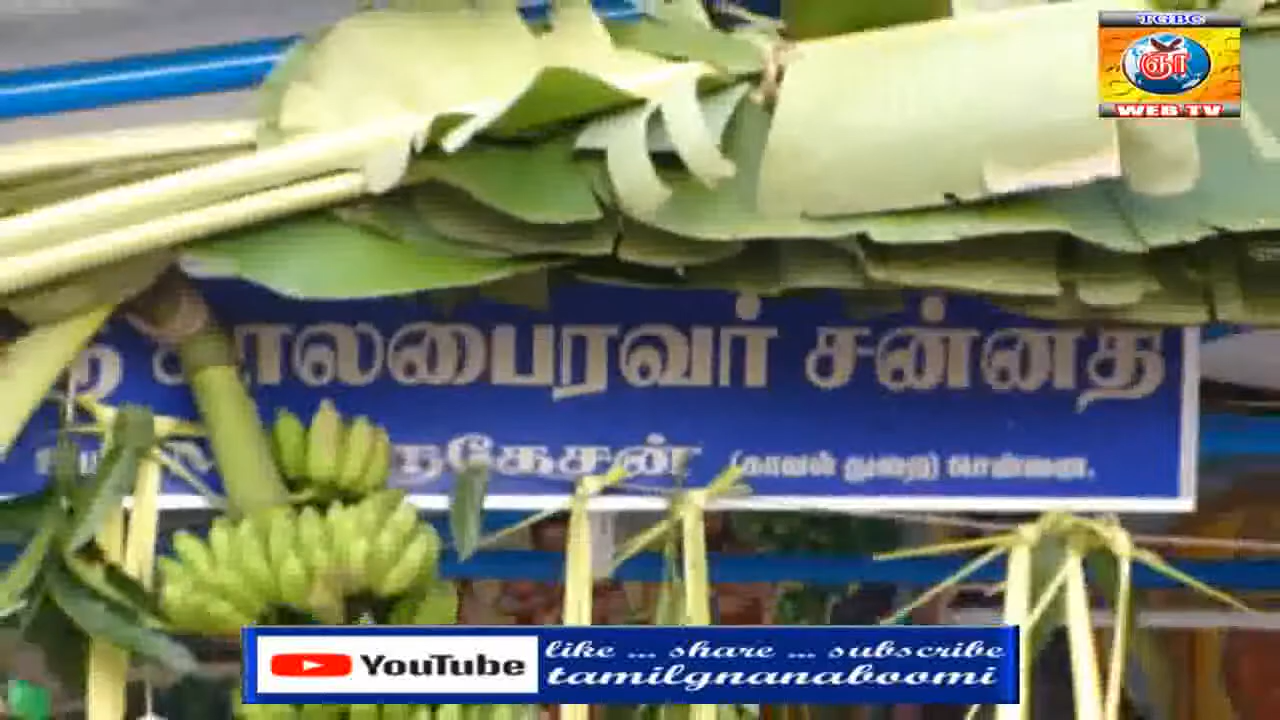 TGBC
ஞா
WEB TV
காலபைரவர் சன்னதி
(காவல் துறை) சென்னை.
YouTube
like ... share ... subscribe
tamilgnanaboomi